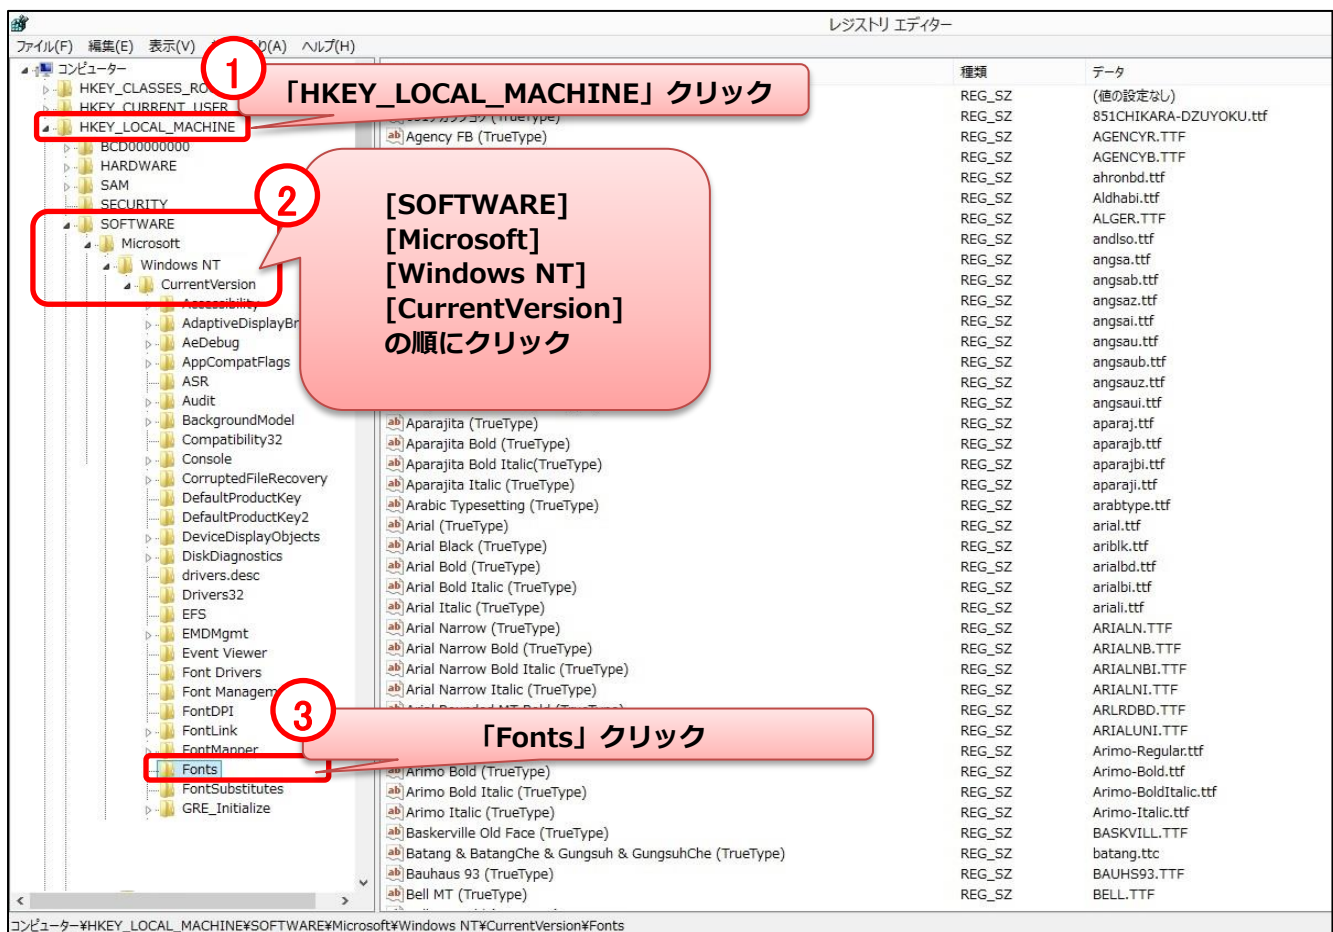 レジストリ エディター
ファイル(F) 編集(E) 表示(V) り(A) ヘルプ(H)
コンピューター
HKEY_CLASSES_RO
HKEY_CURRENT_USER
HKEY_LOCAL_MACHINE
BCD00000000
HARDWARE
SAM
SECURITY
SOFTWARE
Microsoft
Windows NT
CurrentVersion
Accessibility
AdaptiveDisplayBr
AeDebug
AppCompatFlags
ASR
Audit
BackgroundModel
Compatibility32
Console
CorruptedFileRecovery
DefaultProductKey
DefaultProductKey2
DeviceDisplayObjects
DiskDiagnostics
drivers.desc
Drivers32
EFS
EMDMgmt
Event Viewer
Font Drivers
Font Managem
FontDPI
FontLink
FontMapper
Fonts
FontSubstitutes
GRE_Initialize
1
「HKEY_LOCAL_MACHINE」クリック
2
[SOFTWARE]
[Microsoft]
[Windows NT]
[CurrentVersion]
の順にクリック
3
「Fonts」クリック
種類 データ
REG_SZ (値の設定なし)
REG_SZ 851CHIKARA-DZUYOKU.ttf
Agency FB (TrueType) REG_SZ AGENCYR.TTF
REG_SZ AGENCYB.TTF
REG_SZ ahronbd.ttf
REG_SZ Aldhabi.ttf
REG_SZ ALGER.TTF
REG_SZ andlso.ttf
REG_SZ angsa.ttf
REG_SZ angsab.ttf
REG_SZ angsaz.ttf
REG_SZ angsai.ttf
REG_SZ angsau.ttf
REG_SZ angsaub.ttf
REG_SZ angsauz.ttf
REG_SZ angsaui.ttf
Aparajita (TrueType) REG_SZ aparaj.ttf
Aparajita Bold (TrueType) REG_SZ aparajb.ttf
Aparajita Bold Italic(TrueType) REG_SZ aparajbi.ttf
Aparajita Italic (TrueType) REG_SZ aparaji.ttf
Arabic Typesetting (TrueType) REG_SZ arabtype.ttf
Arial (TrueType) REG_SZ arial.ttf
Arial Black (TrueType) REG_SZ ariblk.ttf
Arial Bold (TrueType) REG_SZ arialbd.ttf
Arial Bold Italic (TrueType) REG_SZ arialbi.ttf
Arial Italic (TrueType) REG_SZ ariali.ttf
Arial Narrow (TrueType) REG_SZ ARIALN.TTF
Arial Narrow Bold (TrueType) REG_SZ ARIALNB.TTF
Arial Narrow Bold Italic (TrueType) REG_SZ ARIALNBI.TTF
Arial Narrow Italic (TrueType) REG_SZ ARIALNI.TTF
Arial Rounded MT Bold (TrueType) REG_SZ ARLRDBD.TTF
REG_SZ ARIALUNI.TTF
REG_SZ Arimo-Regular.ttf
Arimo Bold (TrueType) REG_SZ Arimo-Bold.ttf
Arimo Bold Italic (TrueType) REG_SZ Arimo-BoldItalic.ttf
Arimo Italic (TrueType) REG_SZ Arimo-Italic.ttf
Baskerville Old Face (TrueType) REG_SZ BASKVILL.TTF
Batang & BatangChe & Gungsuh & GungsuhChe (TrueType) REG_SZ batang.ttc
Bauhaus 93 (TrueType) REG_SZ BAUHS93.TTF
Bell MT (TrueType) REG_SZ BELL.TTF
コンピューター¥HKEY_LOCAL_MACHINE¥SOFTWARE¥Microsoft¥Windows NT¥CurrentVersion¥Fonts